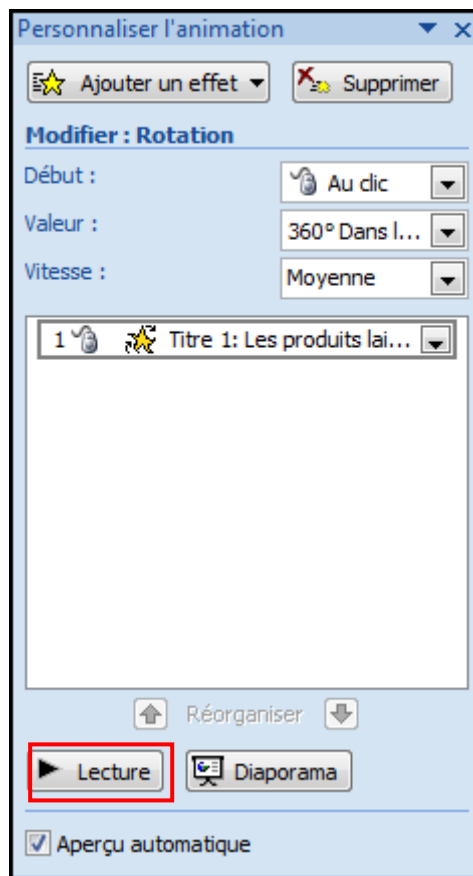 Personnaliser l'animation
Ajouter un effet Supprimer
Modifier : Rotation
Début : Au clic
Valeur : 360° Dans l...
Vitesse : Moyenne
1 Titre 1: Les produits lai...
Réorganiser
Lecture Diaporama
Aperçu automatique